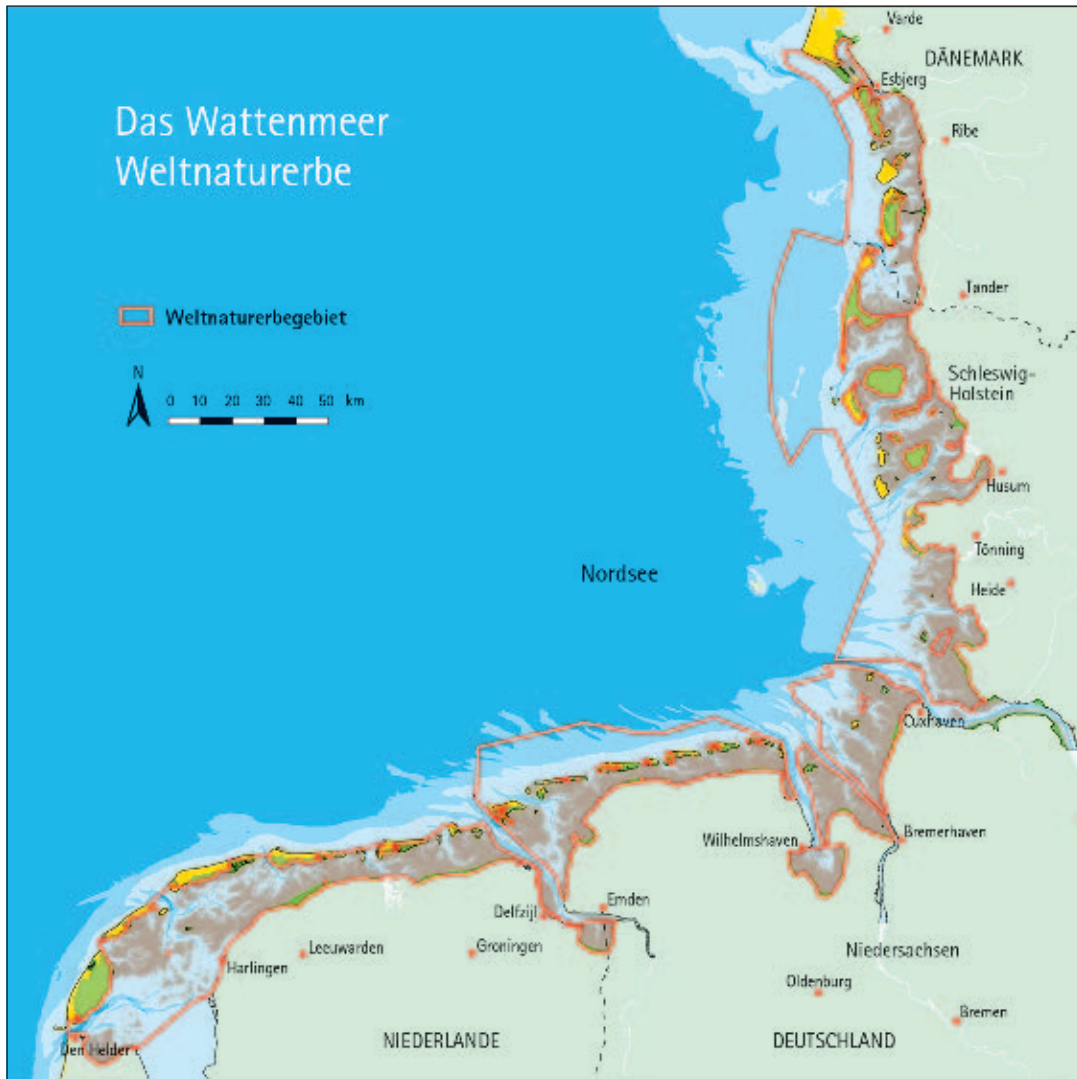 Varde
DÄNEMARK
Esbjerg
Das Wattenmeer
Weltnaturerbe
Ribe
Tander
Weltnaturerbegebiet
N
0 10 20 30 40 50 km
Schleswig-
Holstein
Husum
Tönning
Nordsee
Heide
Cuxhaven
Wilhelmshaven
Bremerhaven
Emden
Delfzijl
Leeuwarden
Groningen
Harlingen
Niedersachsen
Oldenburg
Bremen
NIEDERLANDE
DEUTSCHLAND
Den Helder